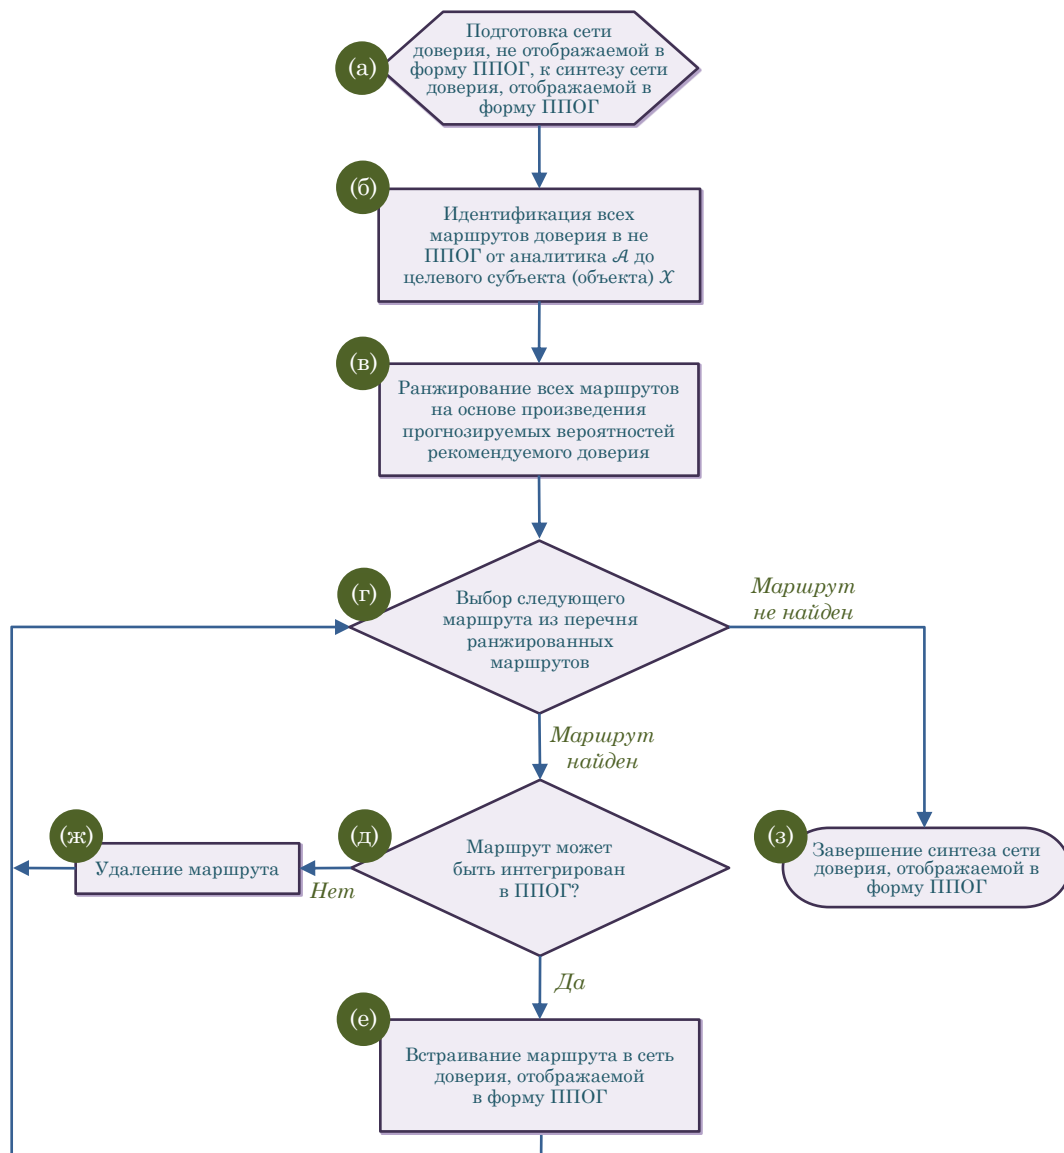 (а)
Подготовка сети
доверия, не отображаемой в
форму ППОГ, к синтезу сети
доверия, отображаемой в
форму ППОГ
(б)
Идентификация всех
маршрутов доверия в не
ППОГ от аналитика 𝒜 до
целевого субъекта (объекта) 𝒳
(в)
Ранжирование всех маршрутов
на основе произведения
прогнозируемых вероятностей
рекомендуемого доверия
(г)
Выбор следующего
маршрута из перечня
ранжированных
маршрутов
Маршрут
не найден
Маршрут
найден
(ж)
Удаление маршрута
Нет
(д)
Маршрут может
быть интегрирован
в ППОГ?
(з)
Завершение синтеза сети
доверия, отображаемой в
форму ППОГ
Да
(е)
Встраивание маршрута в сеть
доверия, отображаемой
в форму ППОГ